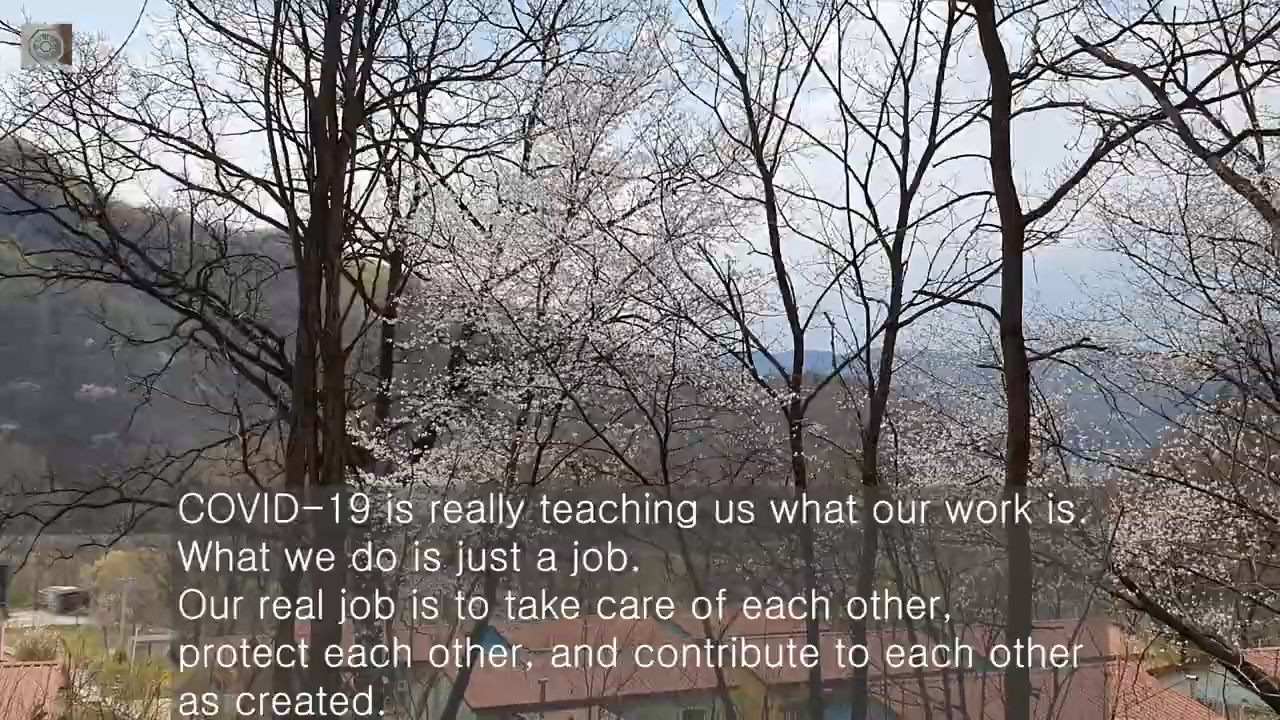 COVID-19 is really teaching us what our work is.
What we do is just a job.
Our real job is to take care of each other,
protect each other, and contribute to each other
as created.